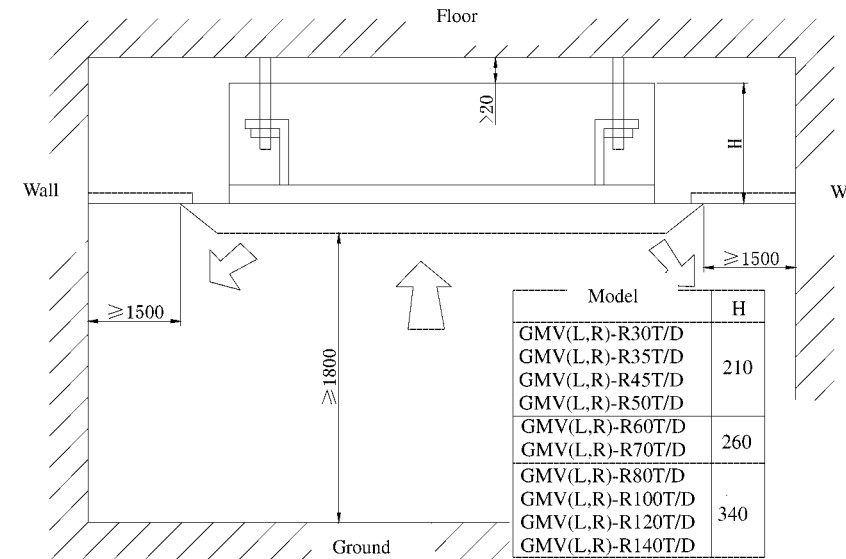 Floor
>20
H
Wall
W
≥1500
≥1500
≥1800
Model H
GMV(L,R)-R30T/D
GMV(L,R)-R35T/D
GMV(L,R)-R45T/D
GMV(L,R)-R50T/D
210
GMV(L,R)-R60T/D
GMV(L,R)-R70T/D
260
GMV(L,R)-R80T/D
GMV(L,R)-R100T/D
GMV(L,R)-R120T/D
GMV(L,R)-R140T/D
340
Ground